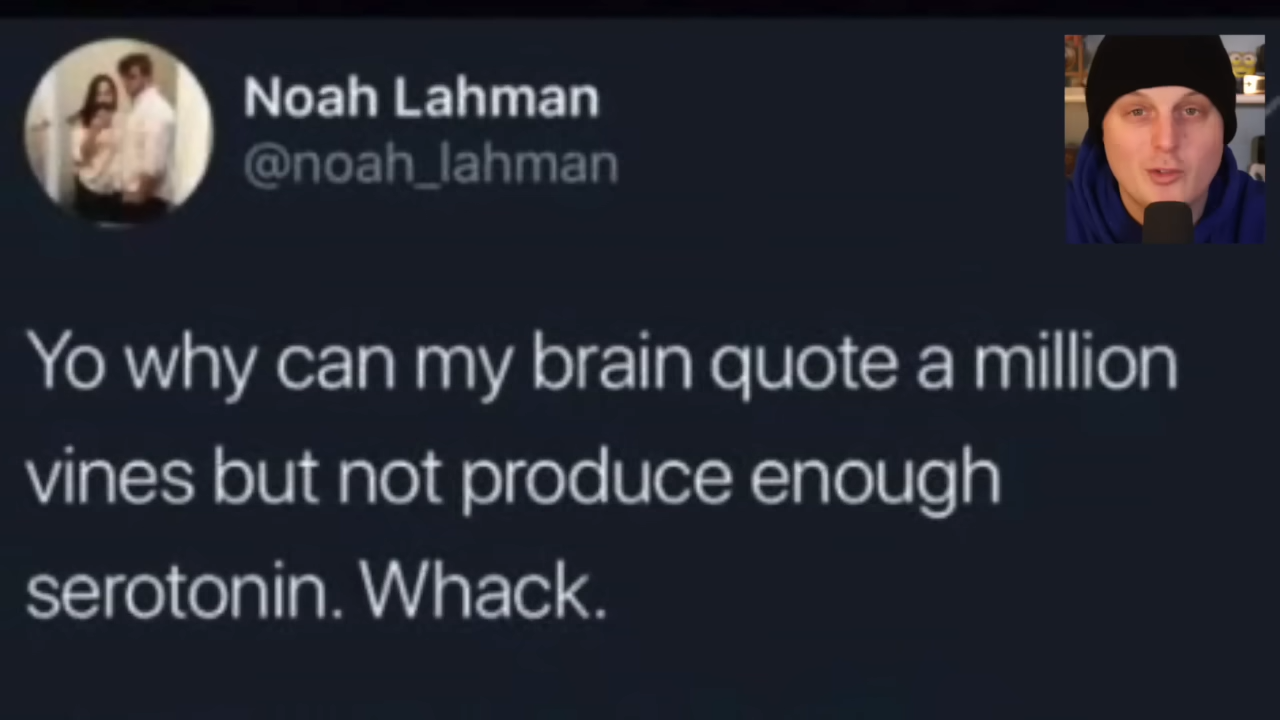 Noah Lahman
@noah_lahman
Yo why can my brain quote a million
vines but not produce enough
serotonin. Whack.